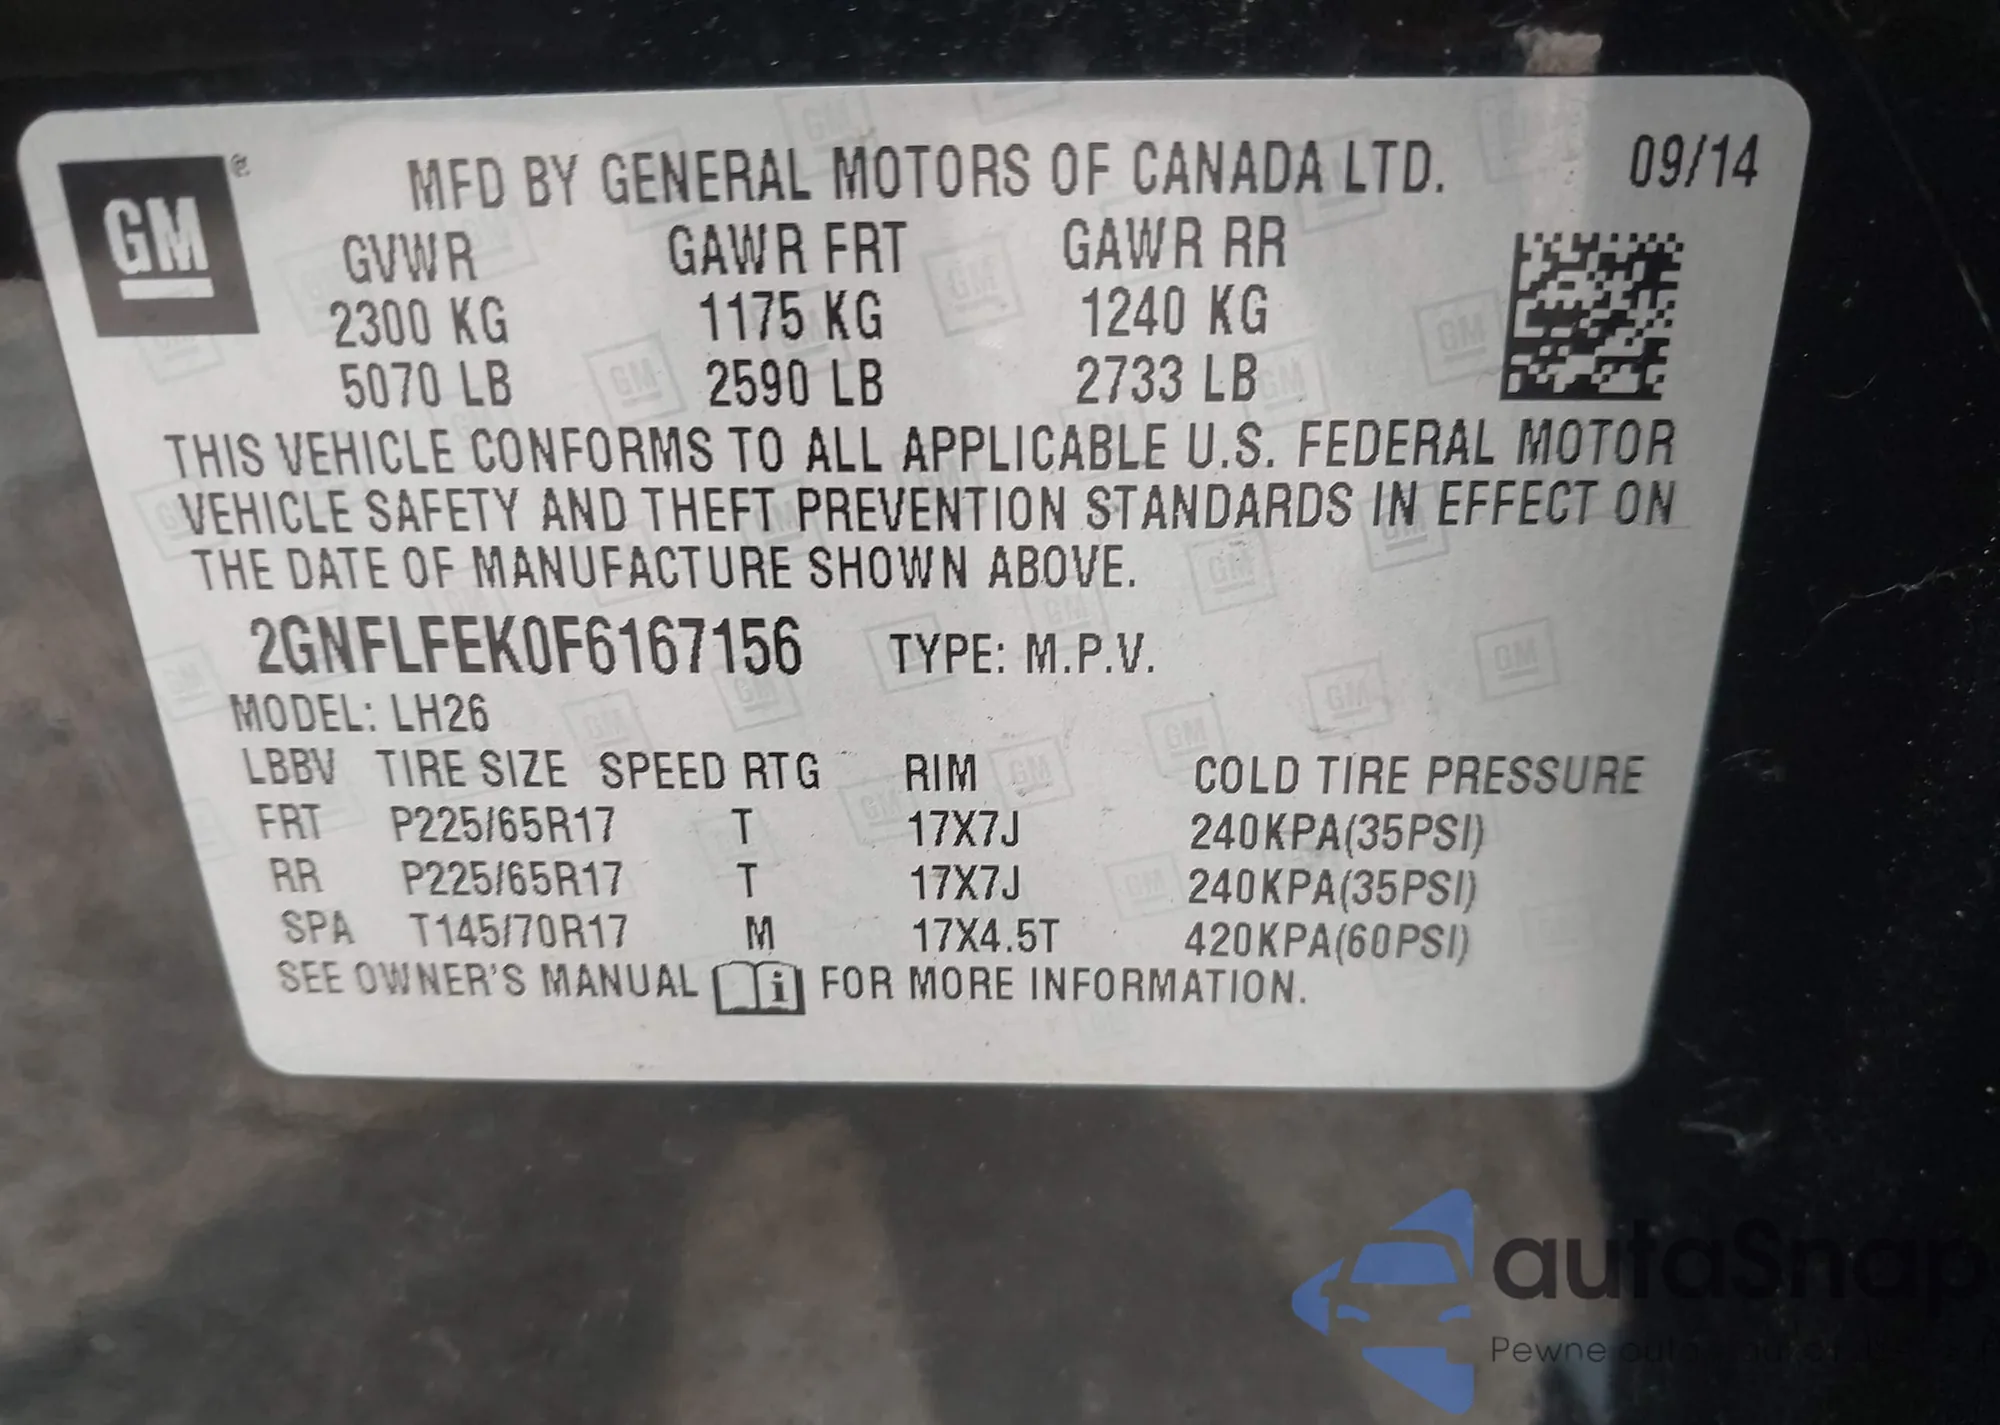 GM®
MFD BY GENERAL MOTORS OF CANADA LTD. 09/14
GVWR GAWR FRT GAWR RR
2300 KG 1175 KG 1240 KG
5070 LB 2590 LB 2733 LB
THIS VEHICLE CONFORMS TO ALL APPLICABLE U.S. FEDERAL MOTOR
VEHICLE SAFETY AND THEFT PREVENTION STANDARDS IN EFFECT ON
THE DATE OF MANUFACTURE SHOWN ABOVE.
2GNFLFEK0F6167156 TYPE: M.P.V.
MODEL: LH26
LBBV TIRE SIZE SPEED RTG RIM COLD TIRE PRESSURE
FRT P225/65R17 T 17X7J 240KPA(35PSI)
RR P225/65R17 T 17X7J 240KPA(35PSI)
SPA T145/70R17 M 17X4.5T 420KPA(60PSI)
SEE OWNER'S MANUAL i FOR MORE INFORMATION.
autaSnap
Pewne auta